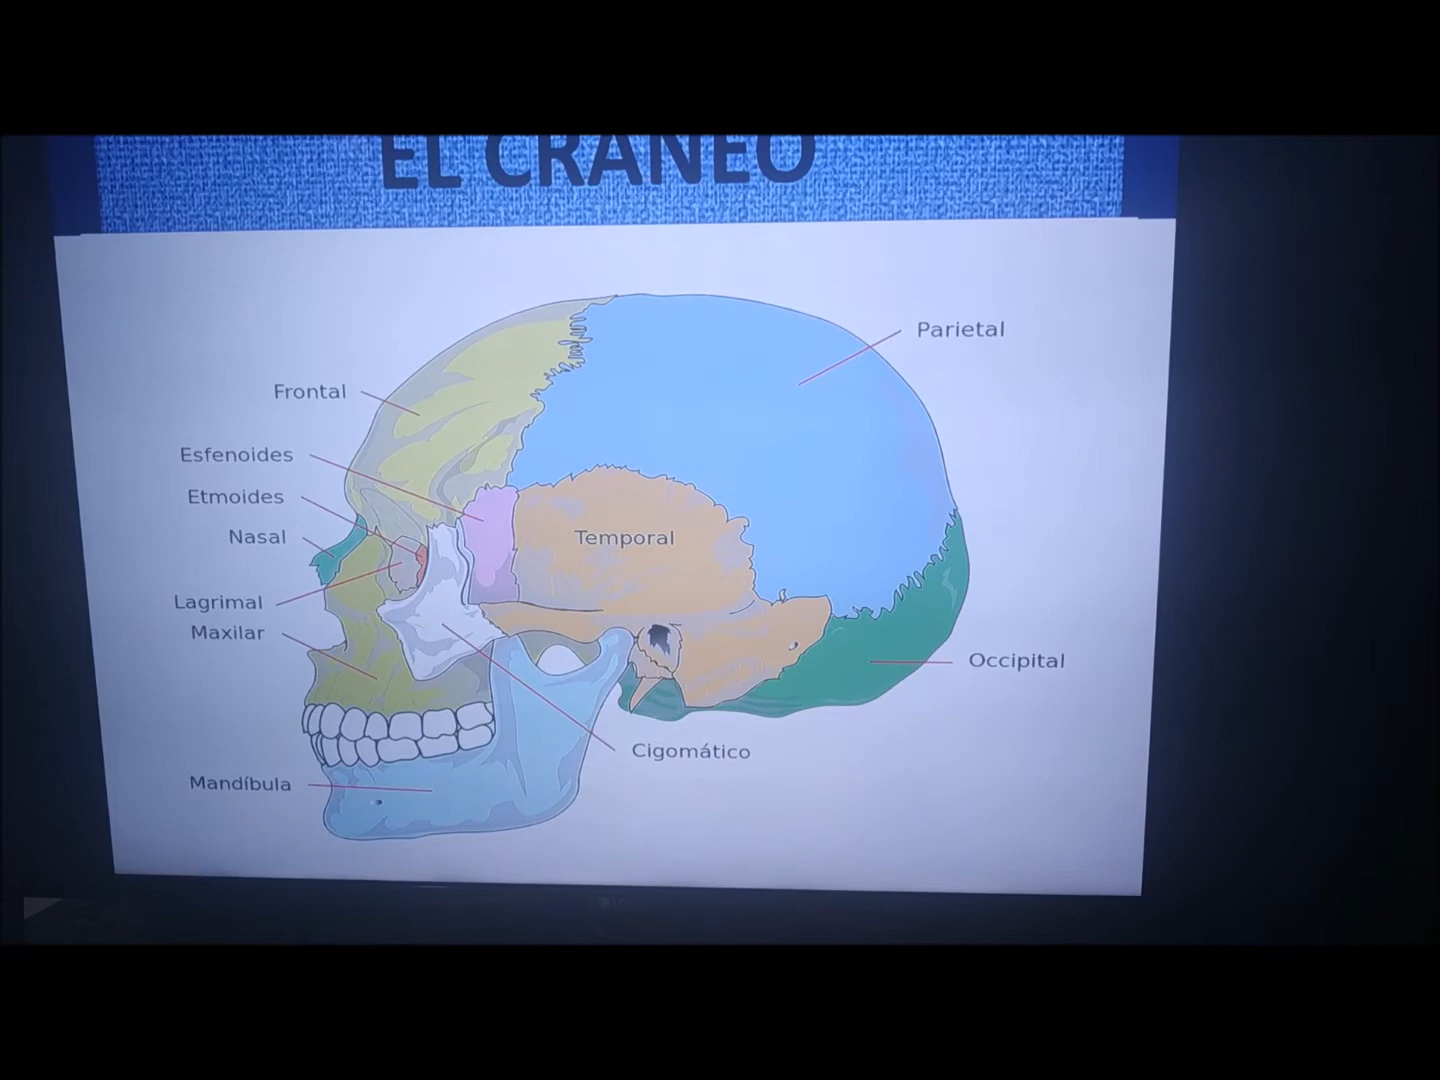 EL CRANEO
Frontal
Parietal
Esfenoides
Etmoides
Nasal
Temporal
Lagrimal
Maxilar
Occipital
Cigomático
Mandíbula